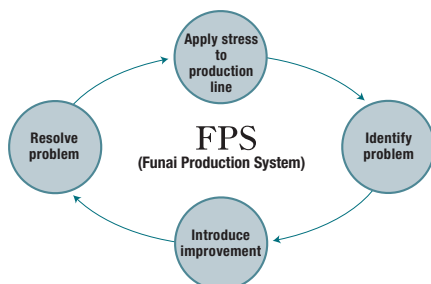 Apply stress
to
production
line
Resolve
problem
FPS
(Funai Production System)
Identify
problem
Introduce
improvement